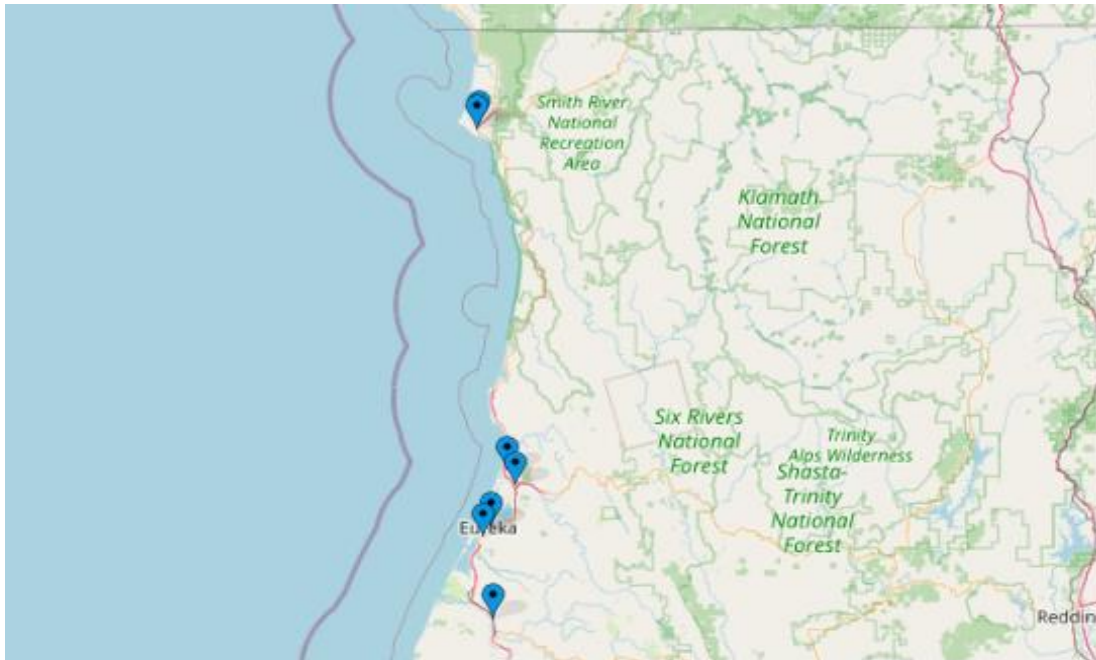 Smith River
National
Recreation
Area
Klamath
National
Forest
Six Rivers
National
Forest
Trinity
Alps Wilderness
Shasta-
Trinity
National
Forest
Eureka
Reddin